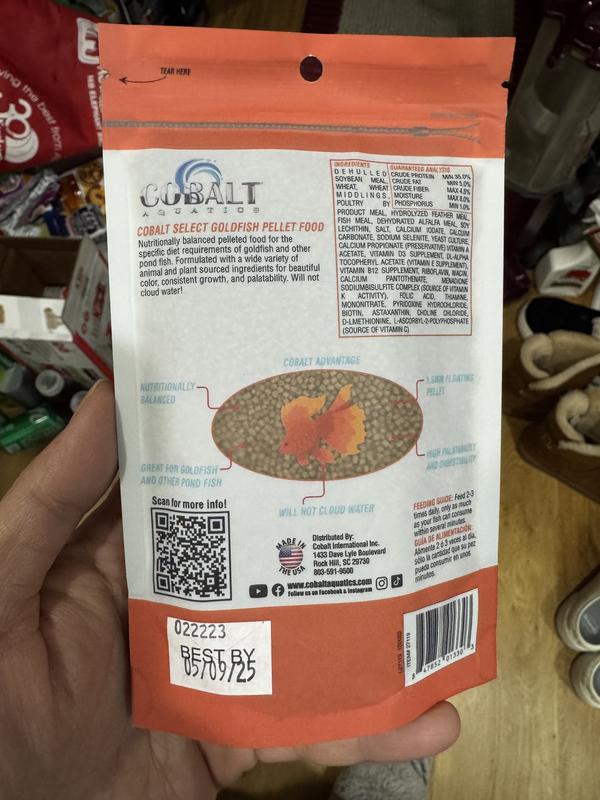 TEAR HERE
COBALT
AQUATICS
COBALT SELECT GOLDFISH PELLET FOOD
Nutritionally balanced pelleted food for the
specific diet requirements of goldfish and other
pond fish. Formulated with a wide variety of
animal and plant sourced ingredients for beautiful
color, consistent growth, and palatability. Will not
cloud water!
INGREDIENTS
DEHULLED
SOYBEAN MEAL,
WHEAT, WHEAT
MIDDLINGS,
POULTRY BY
PRODUCT MEAL, HYDROLYZED FEATHER MEAL,
FISH MEAL, DEHYDRATED ALFALFA MEAL, SOY
LECHITHIN, SALT, CALCIUM IODATE, CALCIUM
CARBONATE, SODIUM SELENITE, YEAST CULTURE,
CALCIUM PROPIONATE (PRESERVATIVE) VITAMIN A
ACETATE, VITAMIN D3 SUPPLEMENT, DL-ALPHA
TOCOPHERYL ACETATE (VITAMIN E SUPPLEMENT),
VITAMIN B12 SUPPLEMENT, RIBOFLAVIN, NIACIN,
CALCIUM PANTOTHENATE, MENADIONE
SODIUMBISULFITE COMPLEX (SOURCE OF VITAMIN
K ACTIVITY), FOLIC ACID, THIAMINE,
MONONITRATE, PYRIDOXINE HYDROCHLORIDE,
BIOTIN, ASTAXANTHIN, CHOLINE CHLORIDE,
D-LMETHIONINE, L-ASCORBYL-2-POLYPHOSPHATE
(SOURCE OF VITAMIN C)
GUARANTEED ANALYSIS
CRUDE PROTEIN MIN 35.0%
CRUDE FAT MIN 5.0%
CRUDE FIBER MAX 4.5%
MOISTURE MAX 8.0%
PHOSPHORUS MIN 1.0%
COBALT ADVANTAGE
NUTRITIONALLY
BALANCED
FLOATING
PELLET
GREAT FOR GOLDFISH
AND OTHER POND FISH
HIGH PALATABILITY
AND DIGESTIBILITY
WILL NOT CLOUD WATER
Scan for more info!
MADE IN
THE USA
Distributed By:
Cobalt International Inc.
1433 Dave Lyle Boulevard
Rock Hill, SC 29730
803-591-9500
www.cobaltaquatics.com
Follow us on Facebook & Instagram
FEEDING GUIDE: Feed 2-3
times daily, only as much
as your fish can consume
within several minutes.
GUÍA DE ALIMENTACIÓN:
Alimente 2 e 3 veces al día,
sólo la cantidad que su pez
pueda consumir en unos
minutos.
022223
BEST BY
05/09/25
ITEM# 27119
8 47852 01330 3